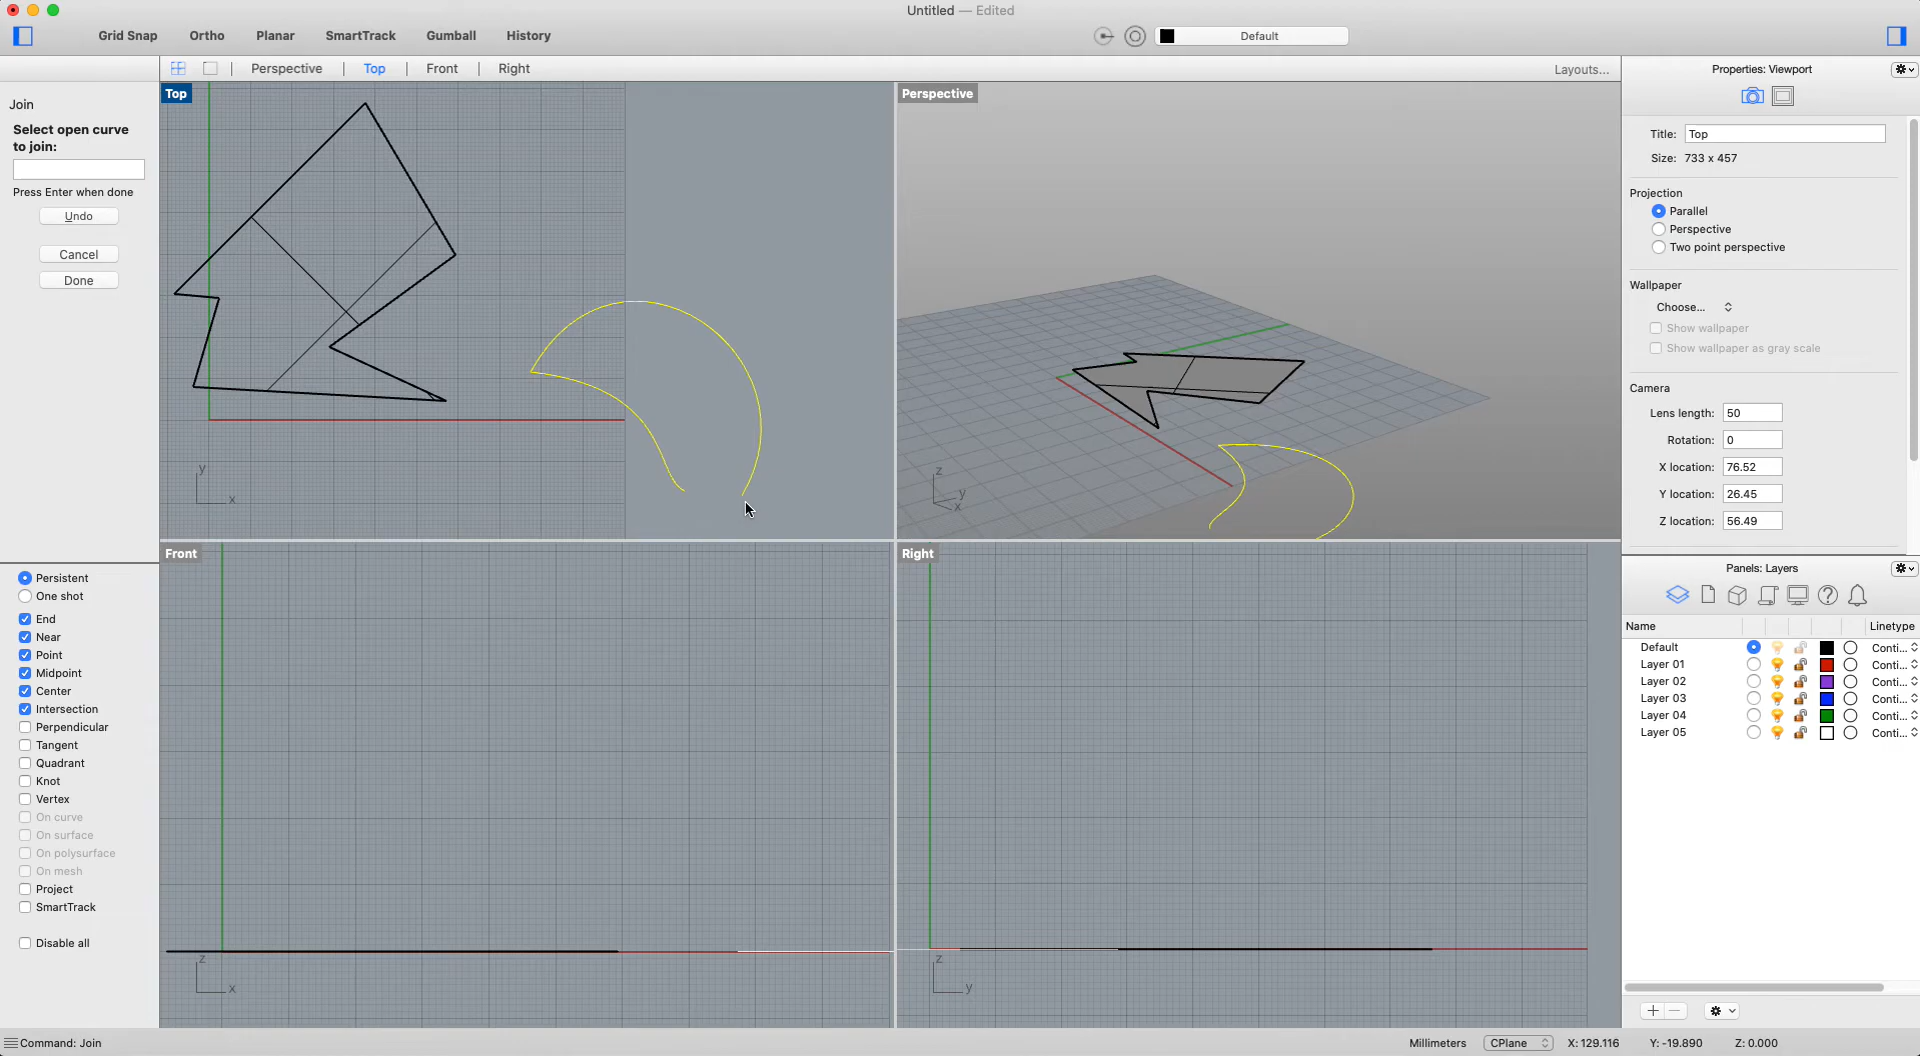 Untitled — Edited
Grid Snap
Ortho
Planar
SmartTrack
Gumball
History
Default
Perspective
Top
Front
Right
Layouts...
Join
Select open curve
to join:
Press Enter when done
Undo
Cancel
Done
Top
y
x
Perspective
z
y
x
Front
z
x
Right
z
y
Persistent
One shot
End
Near
Point
Midpoint
Center
Intersection
Perpendicular
Tangent
Quadrant
Knot
Vertex
On curve
On surface
On polysurface
On mesh
Project
SmartTrack
Disable all
Properties: Viewport
Title: Top
Size: 733 x 457
Projection
Parallel
Perspective
Two point perspective
Wallpaper
Choose...
Show wallpaper
Show wallpaper as gray scale
Camera
Lens length: 50
Rotation: 0
X location: 76.52
Y location: 26.45
Z location: 56.49
Panels: Layers
Name Linetype
Default Conti...
Layer 01 Conti...
Layer 02 Conti...
Layer 03 Conti...
Layer 04 Conti...
Layer 05 Conti...
Command: Join
Millimeters CPlane X: 129.116 Y: -19.890 Z: 0.000